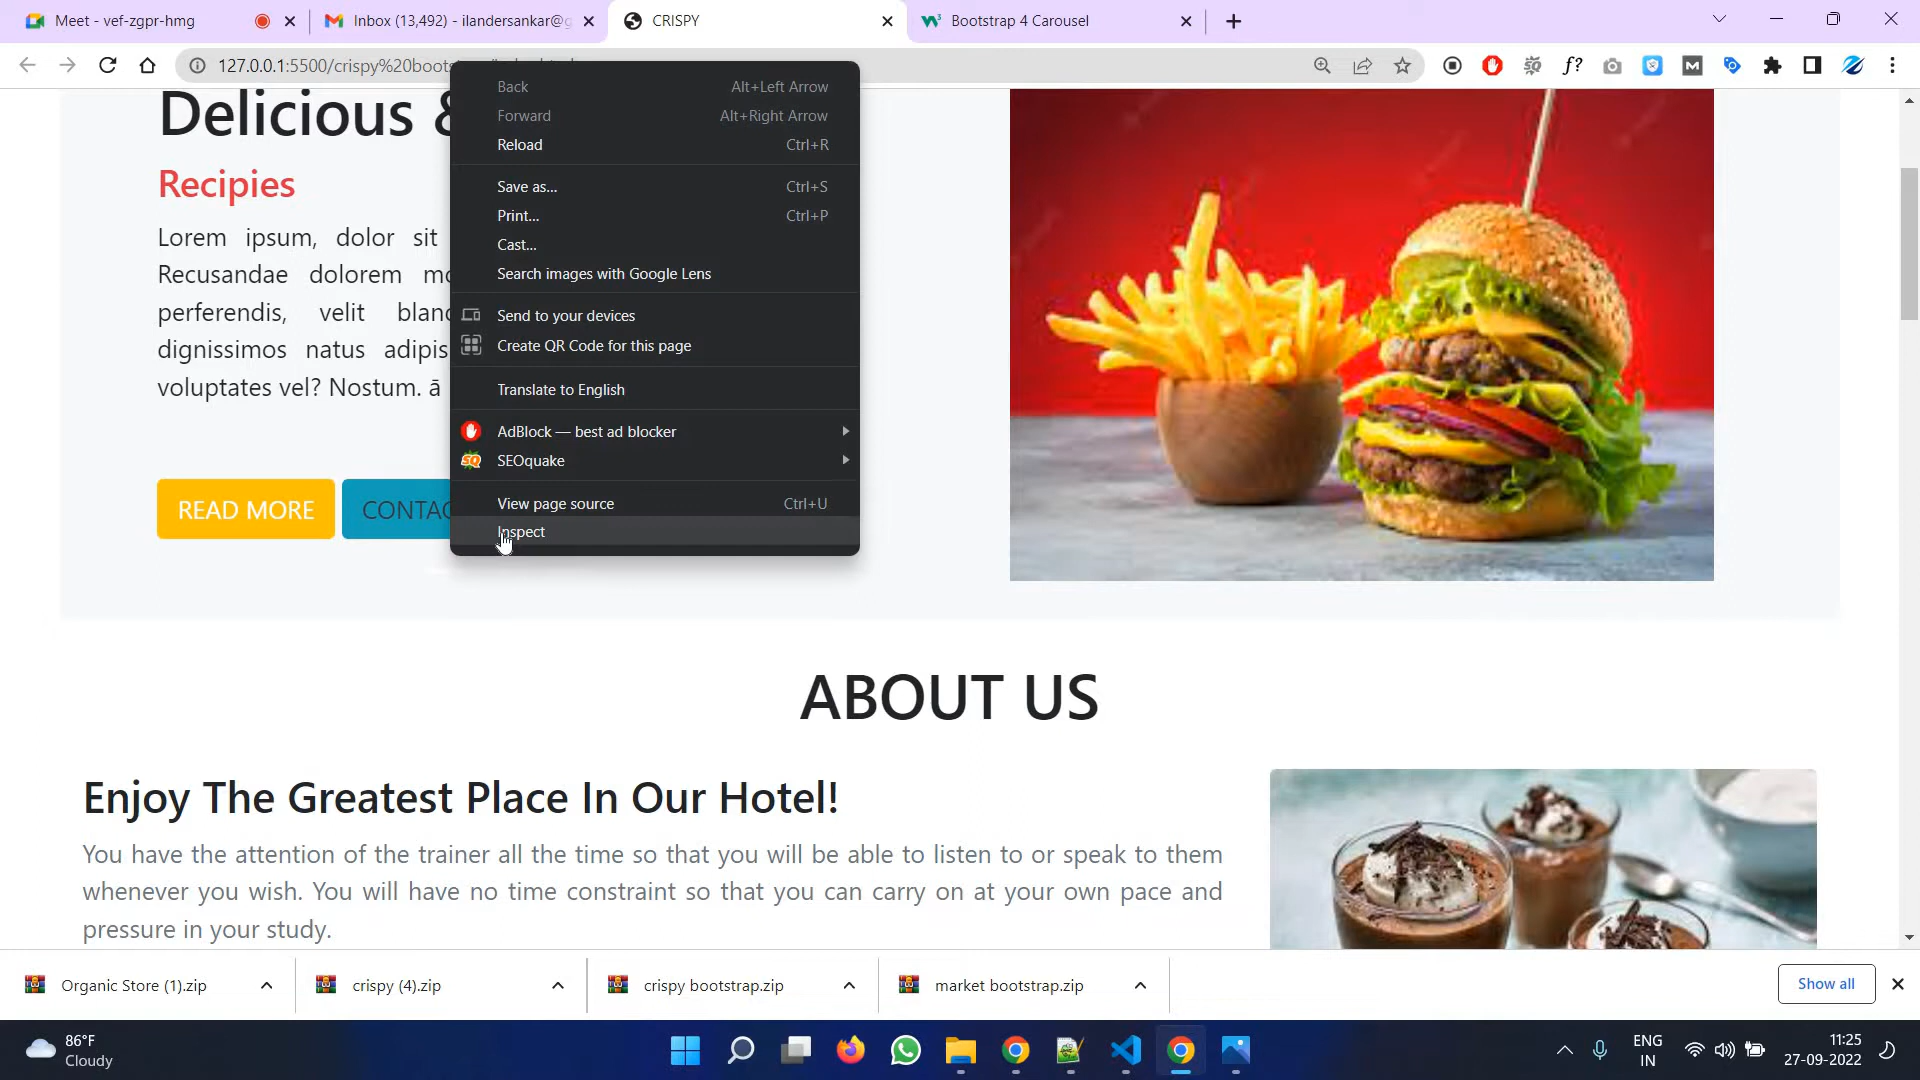 Meet - vef-zgpr-hmg
Inbox (13,492) - ilandersankar@g
CRISPY
Bootstrap 4 Carousel
127.0.0.1:5500/crispy%20boots
Delicious &
Recipies
Lorem ipsum, dolor sit
Recusandae dolorem
perferendis, velit
dignissimos natus
voluptates vel? Nostum. ā
READ MORE
Back Alt+Left Arrow
Forward Alt+Right Arrow
Reload Ctrl+R
Save as... Ctrl+S
Print... Ctrl+P
Cast...
Search images with Google Lens
Send to your devices
Create QR Code for this page
Translate to English
AdBlock — best ad blocker
SEOquake
View page source Ctrl+U
Inspect
ABOUT US
Enjoy The Greatest Place In Our Hotel!
You have the attention of the trainer all the time so that you will be able to listen to or speak to them
whenever you wish. You will have no time constraint so that you can carry on at your own pace and
pressure in your study.
Organic Store (1).zip
crispy (4).zip
crispy bootstrap.zip
market bootstrap.zip
Show all
86°F
Cloudy
ENG
IN
11:25
27-09-2022